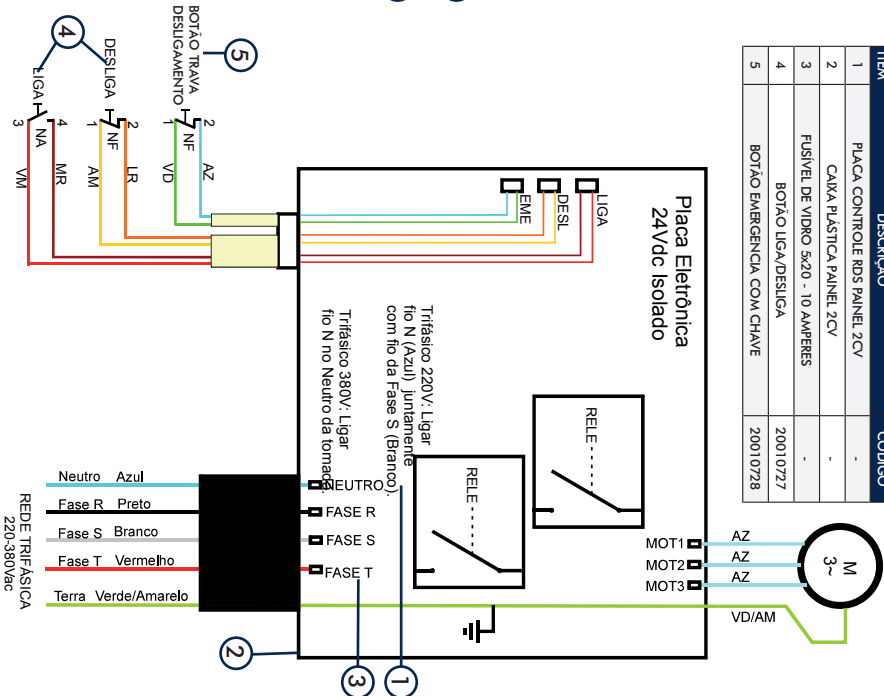 ITEM DESCRIÇÃO CODIGO
1 PLACA CONTROLE RDS PAINEL 2CV -
2 CAIXA PLÁSTICA PAINEL 2CV -
3 FUSÍVEL DE VIDRO 5x20 - 10 AMPERES -
4 BOTÃO LIGA/DESLIGA 20010727
5 BOTÃO EMERGENCIA COM CHAVE 20010728
4
5
BOTÃO TRAVA
DESLIGAMENTO
2
1
NF
AZ
VD
DESLIGA
2
1
NF
LR
AM
LIGA
4
3
NA
MR
VM
Placa Eletrônica
24Vdc Isolado
LIGA
DESL
EME
Trifásico 220V: Ligar
fio N (Azul) juntamente
com fio da Fase S (Branco).
Trifásico 380V: Ligar
fio N no Neutro da tomada.
RELE
RELE
NEUTRO
FASE R
FASE S
FASE T
MOT1
MOT2
MOT3
AZ
AZ
AZ
VD/AM
M
3~
Neutro Azul
Fase R Preto
Fase S Branco
Fase T Vermelho
Terra Verde/Amarelo
REDE TRIFÁSICA
220-380Vac
2
3
1